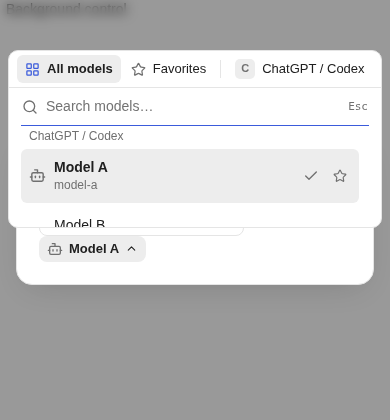 Background control
All models Favorites C ChatGPT / Codex
Search models… Esc
ChatGPT / Codex
Model A
model-a
Model B
Model A